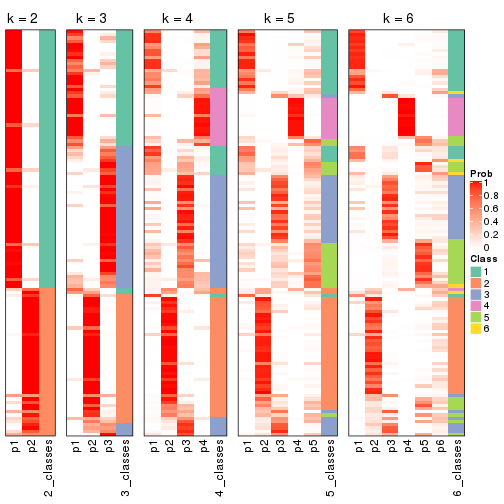 k = 2
k = 3
k = 4
k = 5
k = 6
p1
p2
2_classes
p1
p2
p3
3_classes
p1
p2
p3
p4
4_classes
p1
p2
p3
p4
p5
5_classes
p1
p2
p3
p4
p5
p6
6_classes
Prob
1
0.8
0.6
0.4
0.2
0
Class
1
2
3
4
5
6